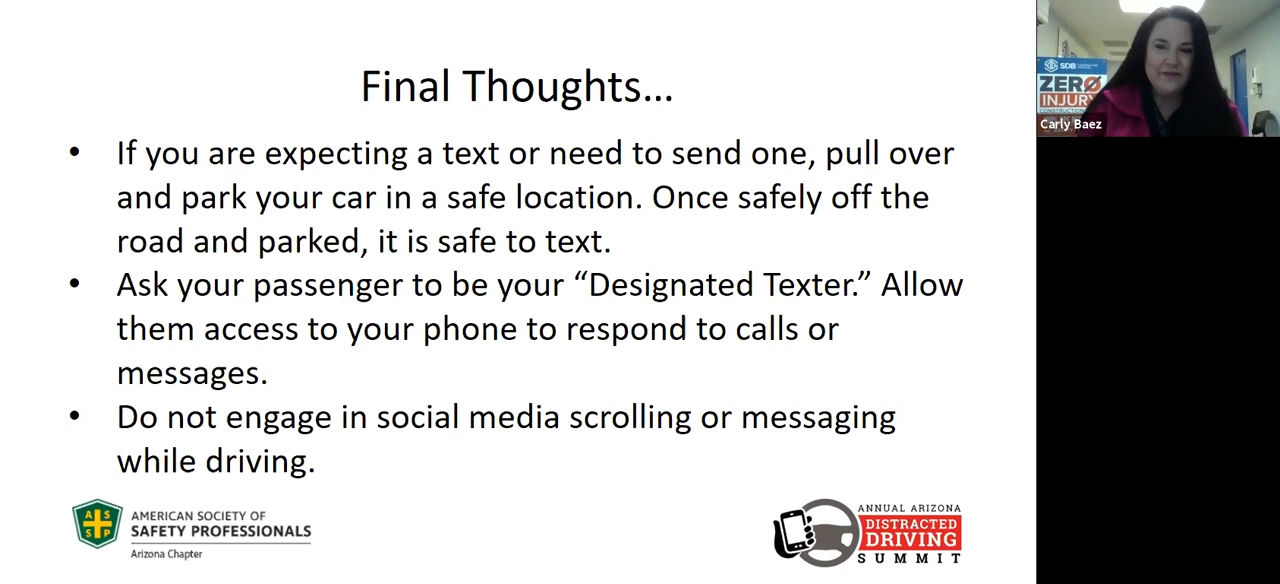 Final Thoughts...
• If you are expecting a text or need to send one, pull over
and park your car in a safe location. Once safely off the
road and parked, it is safe to text.
• Ask your passenger to be your “Designated Texter.” Allow
them access to your phone to respond to calls or
messages.
• Do not engage in social media scrolling or messaging
while driving.
AS
SP
AMERICAN SOCIETY OF
SAFETY PROFESSIONALS
Arizona Chapter
ANNUAL ARIZONA
DISTRACTED
DRIVING
SUMMIT
SDB
ZERO
INJURY
Carly Baez